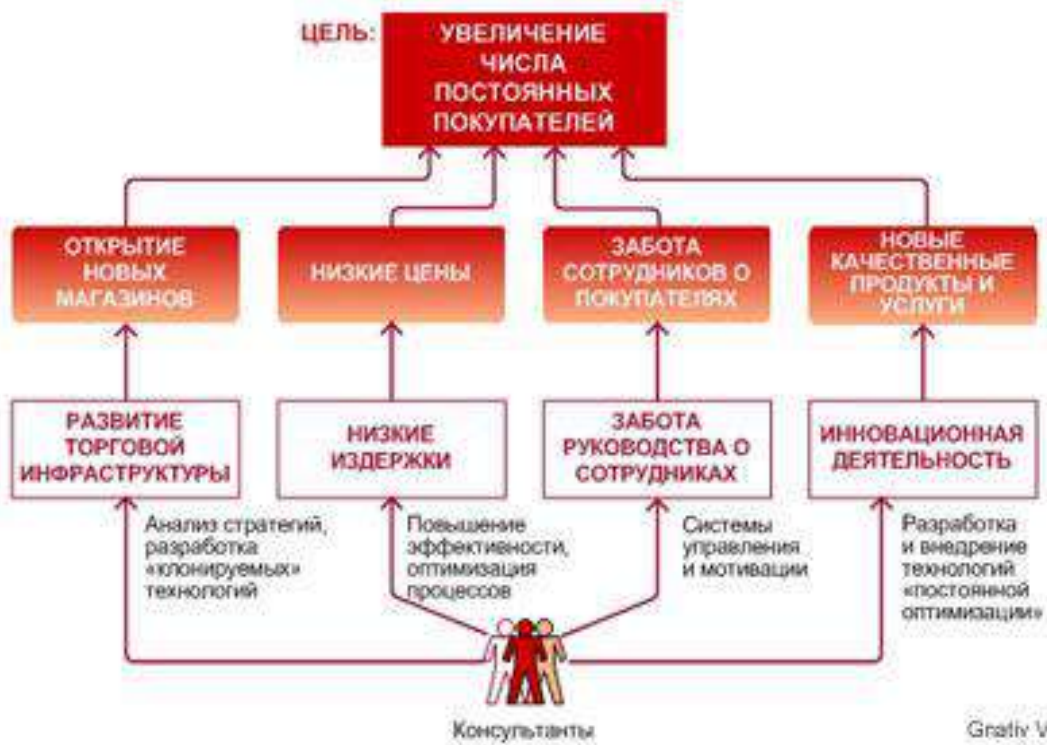 ЦЕЛЬ:
УВЕЛИЧЕНИЕ
ЧИСЛА
ПОСТОЯННЫХ
ПОКУПАТЕЛЕЙ
ОТКРЫТИЕ
НОВЫХ
МАГАЗИНОВ
НИЗКИЕ ЦЕНЫ
ЗАБОТА
СОТРУДНИКОВ О
ПОКУПАТЕЛЯХ
НОВЫЕ
КАЧЕСТВЕННЫЕ
ПРОДУКТЫ И
УСЛУГИ
РАЗВИТИЕ
ТОРГОВОЙ
ИНФРАСТРУКТУРЫ
НИЗКИЕ
ИЗДЕРЖКИ
ЗАБОТА
РУКОВОДСТВА О
СОТРУДНИКАХ
ИННОВАЦИОННАЯ
ДЕЯТЕЛЬНОСТЬ
Анализ стратегий,
разработка
«клонируемых»
технологий
Повышение
эффективности,
оптимизация
процессов
Системы
управления
и мотивации
Разработка
и внедрение
технологий
«постоянной
оптимизации»
Консультанты